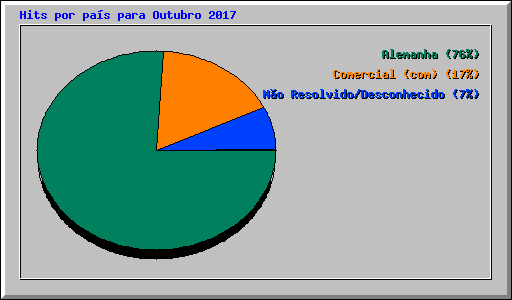 Hits por país para Outubro 2017
Alemanha (76%)
Comercial (com) (17%)
Não Resolvido/Desconhecido (7%)